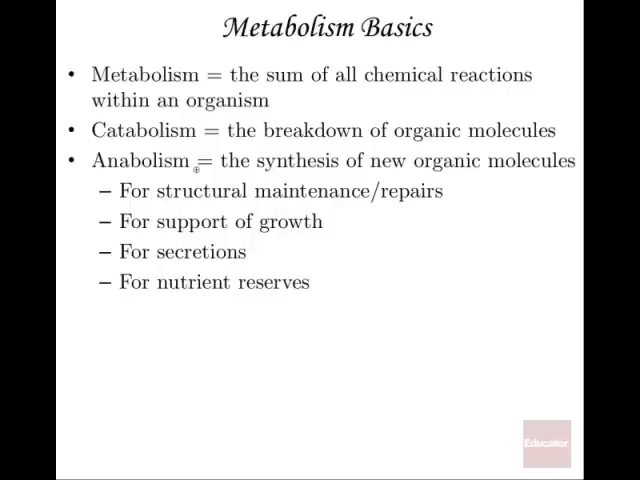 Metabolism Basics
• Metabolism = the sum of all chemical reactions
within an organism
• Catabolism = the breakdown of organic molecules
• Anabolism = the synthesis of new organic molecules
– For structural maintenance/repairs
– For support of growth
– For secretions
– For nutrient reserves
Educator